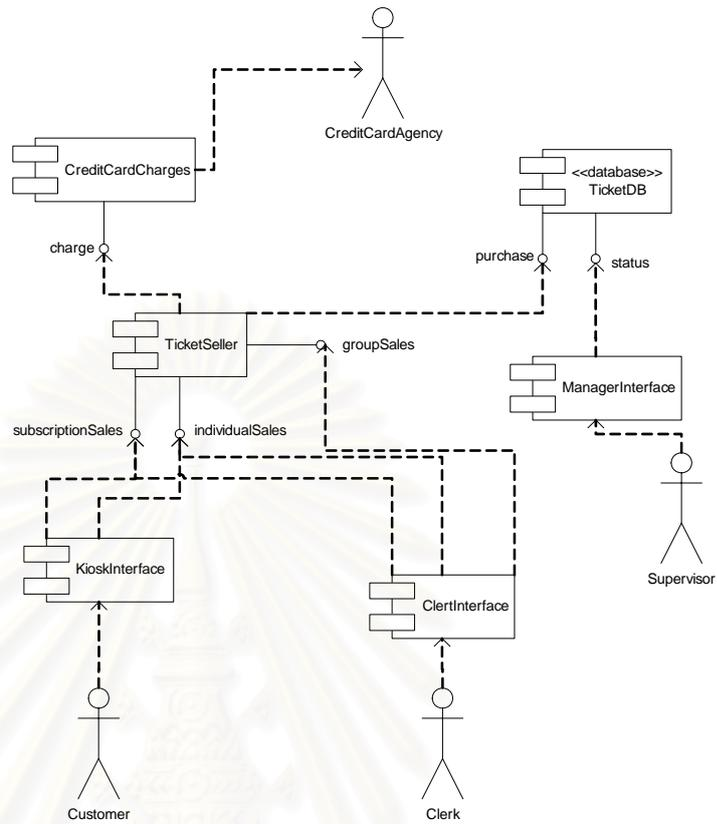 CreditCardAgency
CreditCardCharges
<<database>>
TicketDB
charge
purchase
status
TicketSeller
groupSales
ManagerInterface
subscriptionSales
individualSales
KioskInterface
Supervisor
ClertInterface
Customer
Clerk